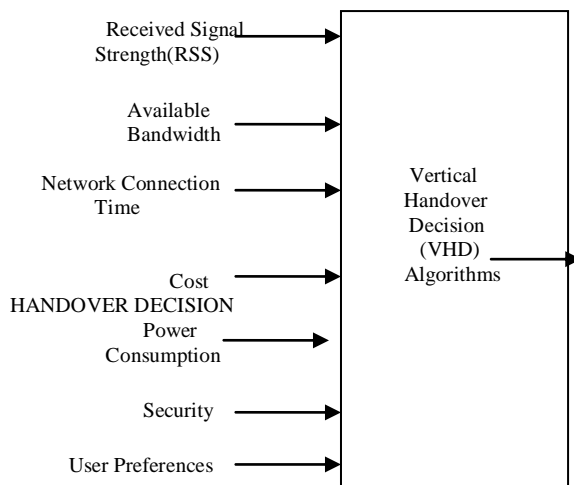 Received Signal
Strength(RSS)
Available
Bandwidth
Network Connection
Time
Cost
HANDOVER DECISION
Power
Consumption
Security
User Preferences
Vertical
Handover
Decision
(VHD)
Algorithms